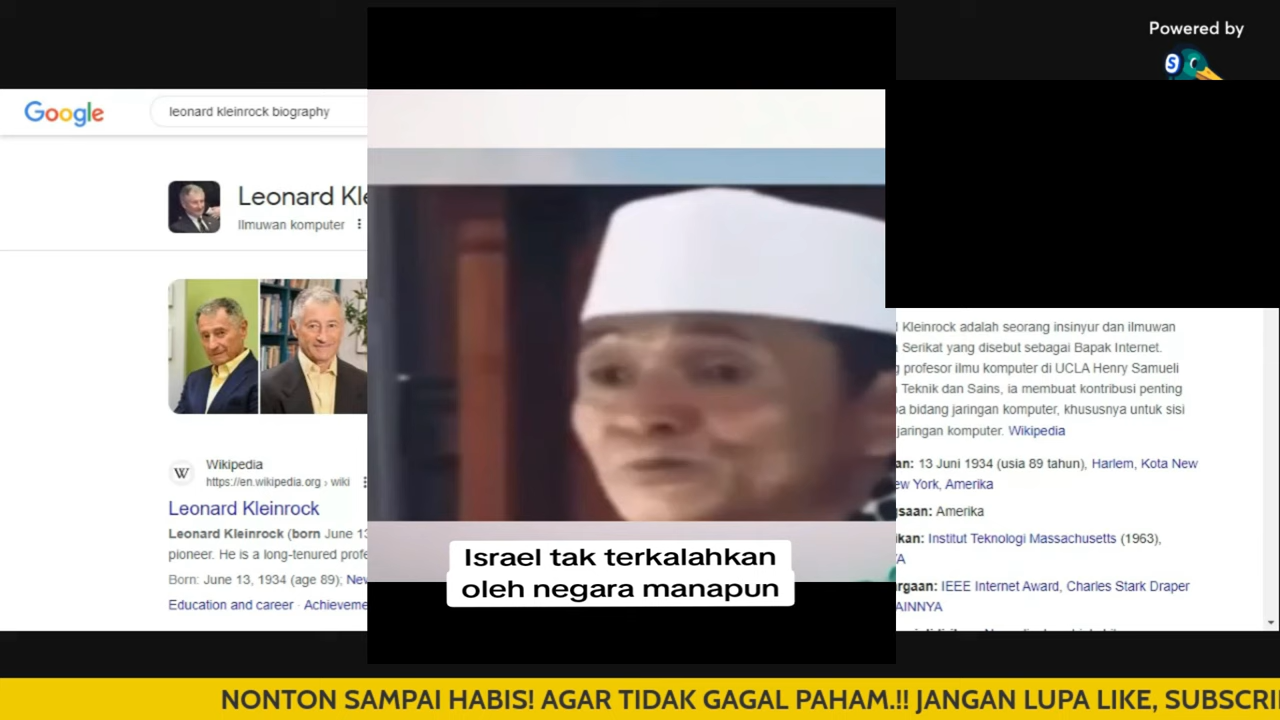 Powered by
S
Google
leonard kleinrock biography
Leonard Kle
Ilmuwan komputer
Kleinrock adalah seorang insinyur dan ilmuwan
Serikat yang disebut sebagai Bapak Internet.
profesor ilmu komputer di UCLA Henry Samueli
Teknik dan Sains, ia membuat kontribusi penting
bidang jaringan komputer, khususnya untuk sisi
jaringan komputer. Wikipedia
an: 13 Juni 1934 (usia 89 tahun), Harlem, Kota New
ew York, Amerika
saan: Amerika
kan: Institut Teknologi Massachusetts (1963),
rgaan: IEEE Internet Award, Charles Stark Draper
AINNYA
W
Wikipedia
https://en.wikipedia.org › wiki
Leonard Kleinrock
Leonard Kleinrock (born June 13
pioneer. He is a long-tenured profe
Born: June 13, 1934 (age 89); New
Education and career · Achieveme
Israel tak terkalahkan
oleh negara manapun
NONTON SAMPAI HABIS! AGAR TIDAK GAGAL PAHAM.!! JANGAN LUPA LIKE, SUBSCRI